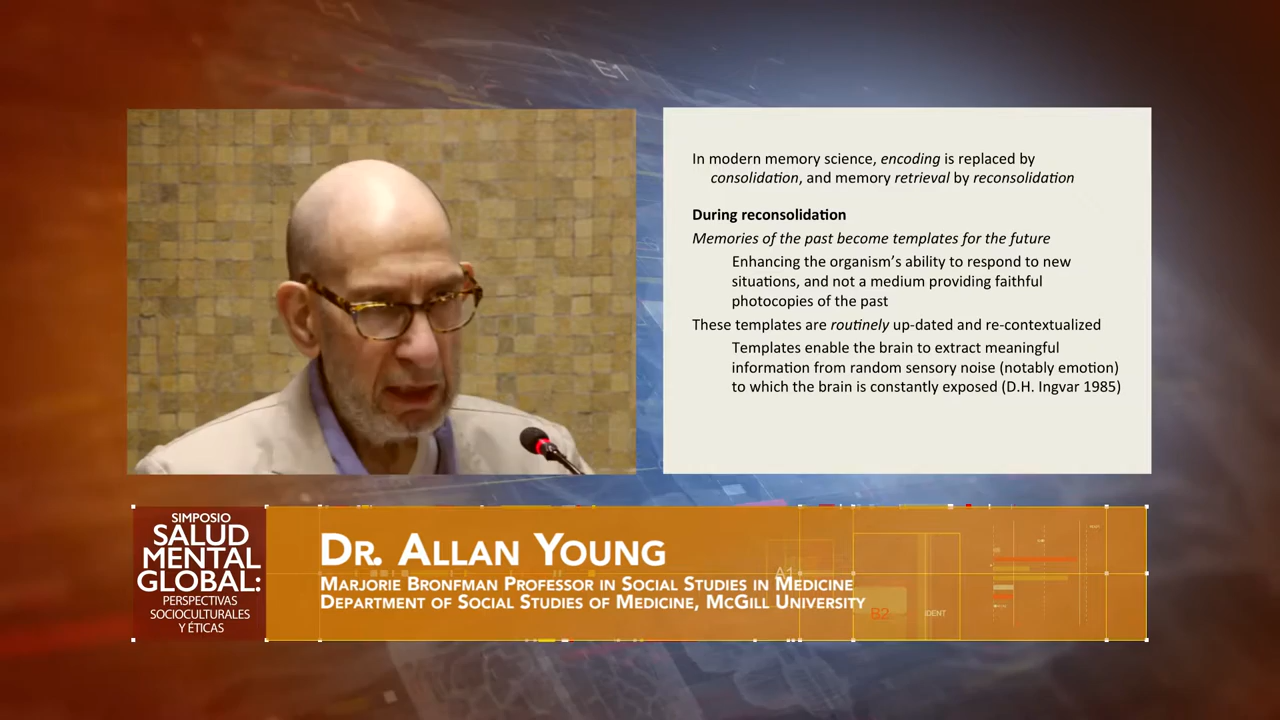 E1
In modern memory science, encoding is replaced by
consolidation, and memory retrieval by reconsolidation
During reconsolidation
Memories of the past become templates for the future
Enhancing the organism's ability to respond to new
situations, and not a medium providing faithful
photocopies of the past
These templates are routinely up-dated and re-contextualized
Templates enable the brain to extract meaningful
information from random sensory noise (notably emotion)
to which the brain is constantly exposed (D.H. Ingvar 1985)
SIMPOSIO
SALUD
MENTAL
GLOBAL:
PERSPECTIVAS
SOCIOCULTURALES
Y ÉTICAS
DR. ALLAN YOUNG
MARJORIE BRONFMAN PROFESSOR IN SOCIAL STUDIES IN MEDICINE
DEPARTMENT OF SOCIAL STUDIES OF MEDICINE, MCGILL UNIVERSITY
A1
B2
IDENT